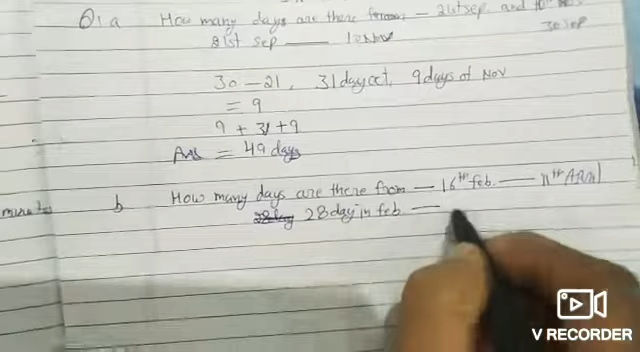 Q1 a How many days are there from — 21st sep and 10th Nov
21st sep — 10 Nov 30 sep
30 — 21, 31 day oct, 9 days of Nov
= 9
9 + 31 + 9
Ans = 49 days
b How many days are there from — 16th feb. — 11th April
minutes 28 day in feb —
V RECORDER